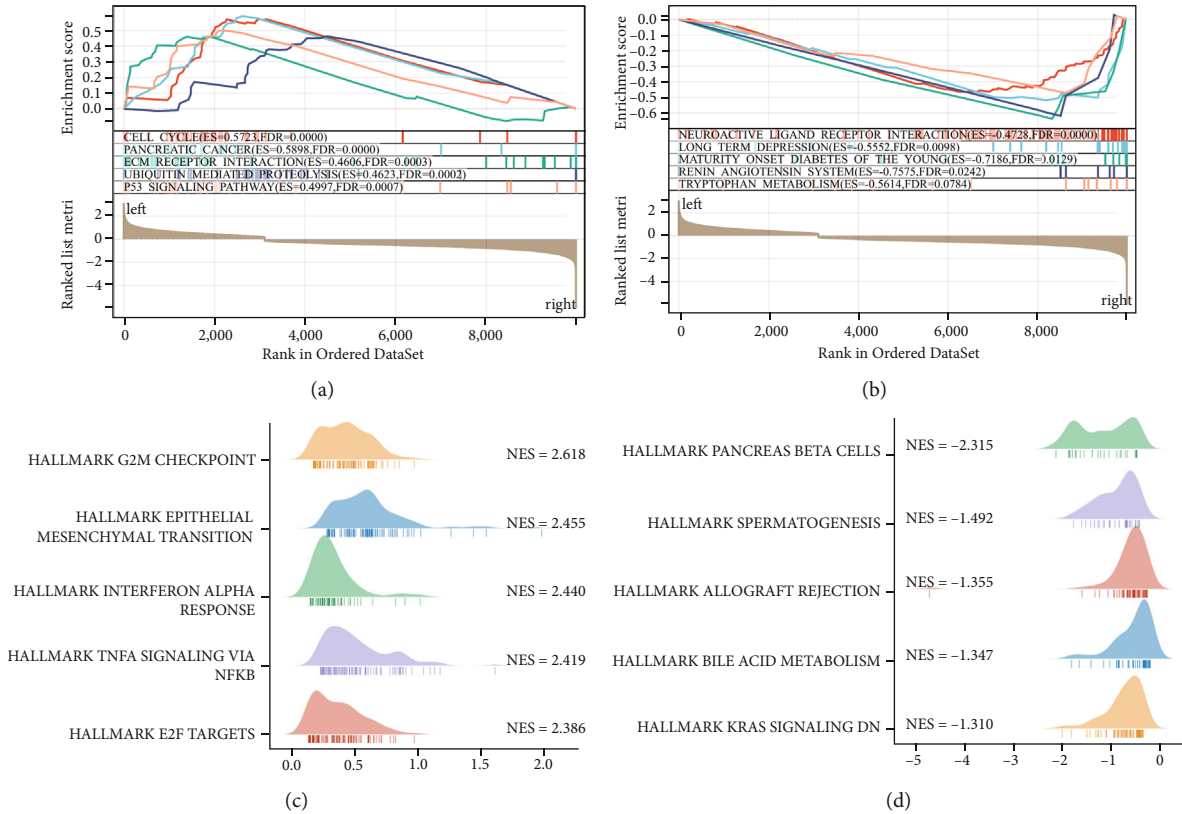 Enrichment score
0.5
0.4
0.3
0.2
0.1
0.0
CELL CYCLE(ES=0.5723,FDR=0.0000)
PANCREATIC CANCER(ES=0.5898,FDR=0.0000)
ECM RECEPTOR INTERACTION(ES=0.4606,FDR=0.0003)
UBIQUITIN MEDIATED PROTEOLYSIS(ES=0.4623,FDR=0.0002)
P53 SIGNALING PATHWAY(ES=0.4997,FDR=0.0007)
Ranked list metri
left
2
0
−2
−4
right
0 2,000 4,000 6,000 8,000
Rank in Ordered DataSet
(a)
Enrichment score
0.0
−0.1
−0.2
−0.3
−0.4
−0.5
−0.6
NEUROACTIVE LIGAND RECEPTOR INTERACTION(ES=-0.4728,FDR=0.0000)
LONG TERM DEPRESSION(ES=-0.5552,FDR=0.0098)
MATURITY ONSET DIABETES OF THE YOUNG(ES=-0.7186,FDR=0.0129)
RENIN ANGIOTENSIN SYSTEM(ES=-0.7575,FDR=0.0242)
TRYPTOPHAN METABOLISM(ES=-0.5614,FDR=0.0784)
Ranked list metri
left
2
0
−2
−4
right
0 2,000 4,000 6,000 8,000
Rank in Ordered DataSet
(b)
HALLMARK G2M CHECKPOINT
NES = 2.618
HALLMARK EPITHELIAL
MESENCHYMAL TRANSITION
NES = 2.455
HALLMARK INTERFERON ALPHA
RESPONSE
NES = 2.440
HALLMARK TNFA SIGNALING VIA
NFKB
NES = 2.419
HALLMARK E2F TARGETS
NES = 2.386
0.0 0.5 1.0 1.5 2.0
(c)
HALLMARK PANCREAS BETA CELLS
NES = −2.315
HALLMARK SPERMATOGENESIS
NES = −1.492
HALLMARK ALLOGRAFT REJECTION
NES = −1.355
HALLMARK BILE ACID METABOLISM
NES = −1.347
HALLMARK KRAS SIGNALING DN
NES = −1.310
−5 −4 −3 −2 −1 0
(d)